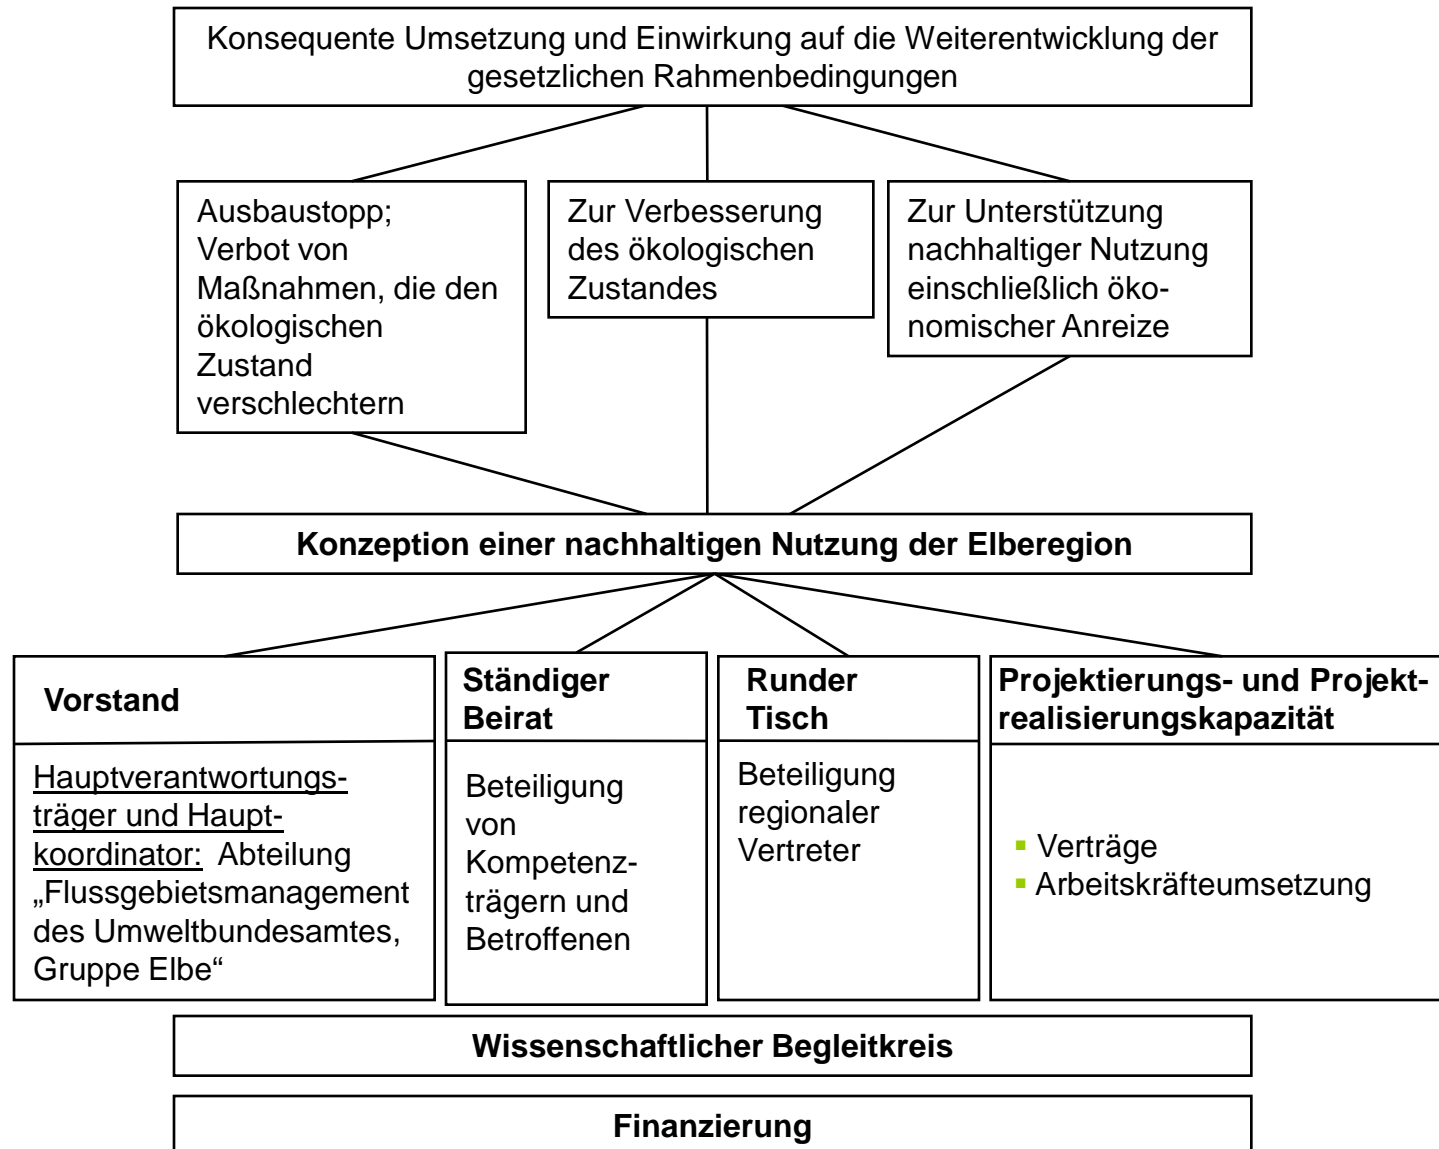 Konsequente Umsetzung und Einwirkung auf die Weiterentwicklung der
gesetzlichen Rahmenbedingungen
Ausbaustopp;
Verbot von
Maßnahmen, die den
ökologischen
Zustand
verschlechtern
Zur Verbesserung
des ökologischen
Zustandes
Zur Unterstützung
nachhaltiger Nutzung
einschließlich öko-
nomischer Anreize
Konzeption einer nachhaltigen Nutzung der Elberegion
Vorstand
Hauptverantwortungs-
träger und Haupt-
koordinator: Abteilung
„Flussgebietsmanagement
des Umweltbundesamtes,
Gruppe Elbe“
Ständiger
Beirat
Beteiligung
von
Kompetenz-
trägern und
Betroffenen
Runder
Tisch
Beteiligung
regionaler
Vertreter
Projektierungs- und Projekt-
realisierungskapazität
▪ Verträge
▪ Arbeitskräfteumsetzung
Wissenschaftlicher Begleitkreis
Finanzierung